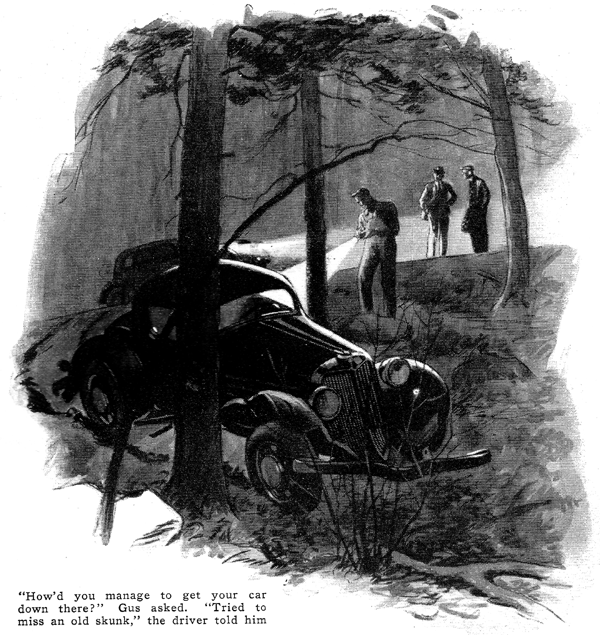 "How'd you manage to get your car
down there?" Gus asked. "Tried to
miss an old skunk," the driver told him